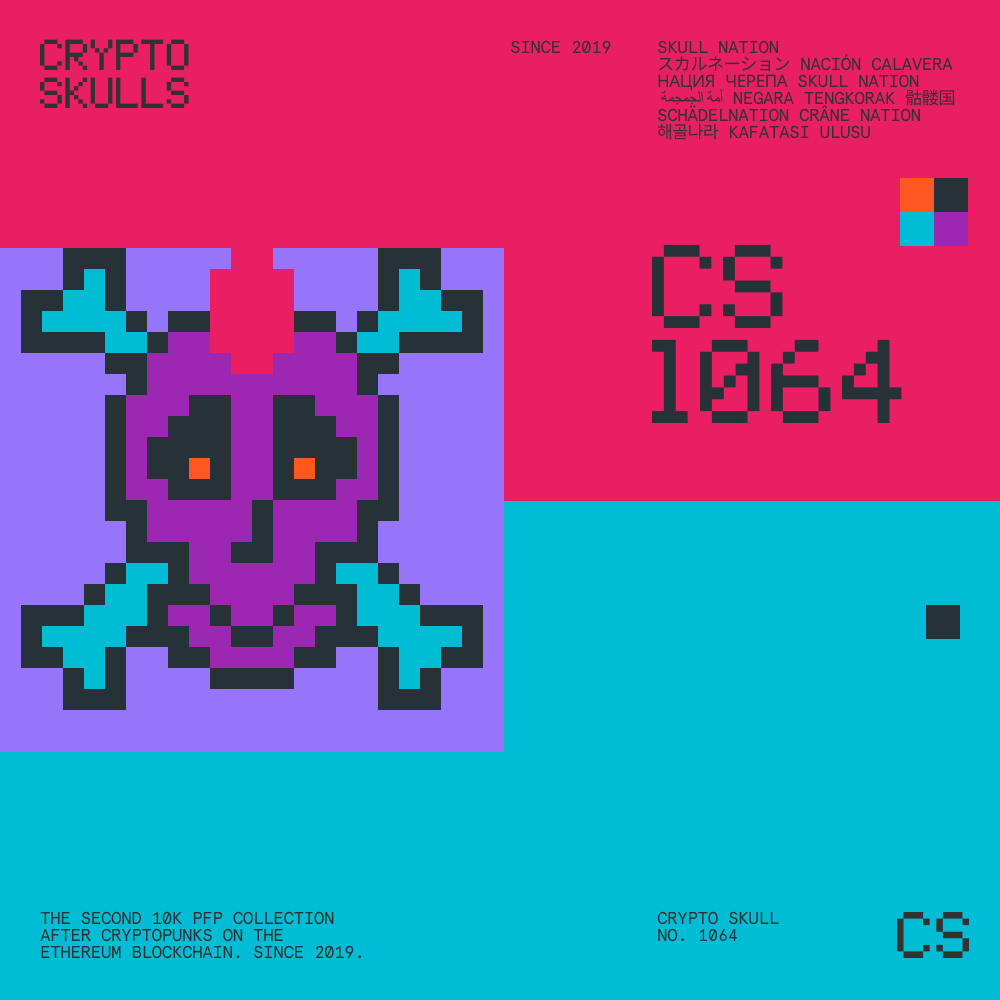 CRYPTO
SKULLS
SINCE 2019
SKULL NATION
スカルネーション NACIÓN CALAVERA
НАЦИЯ ЧЕРЕПА SKULL NATION
أمة الجمجمة NEGARA TENGKORAK 骷髅国
SCHÄDELNATION CRÂNE NATION
해골나라 KAFATASI ULUSU
CS
1064
THE SECOND 10K PFP COLLECTION
AFTER CRYPTOPUNKS ON THE
ETHEREUM BLOCKCHAIN. SINCE 2019.
CRYPTO SKULL
NO. 1064
CS